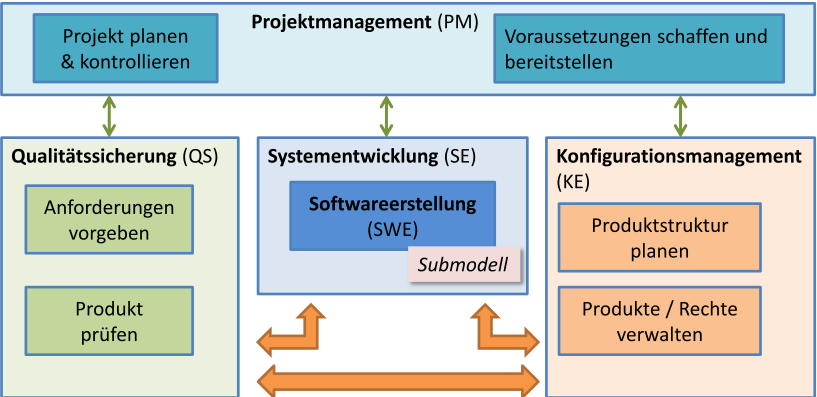 Projektmanagement (PM)
Projekt planen
& kontrollieren
Voraussetzungen schaffen und
bereitstellen
Qualitätssicherung (QS)
Anforderungen
vorgeben
Produkt
prüfen
Systementwicklung (SE)
Softwareerstellung
(SWE)
Submodell
Konfigurationsmanagement
(KE)
Produktstruktur
planen
Produkte / Rechte
verwalten